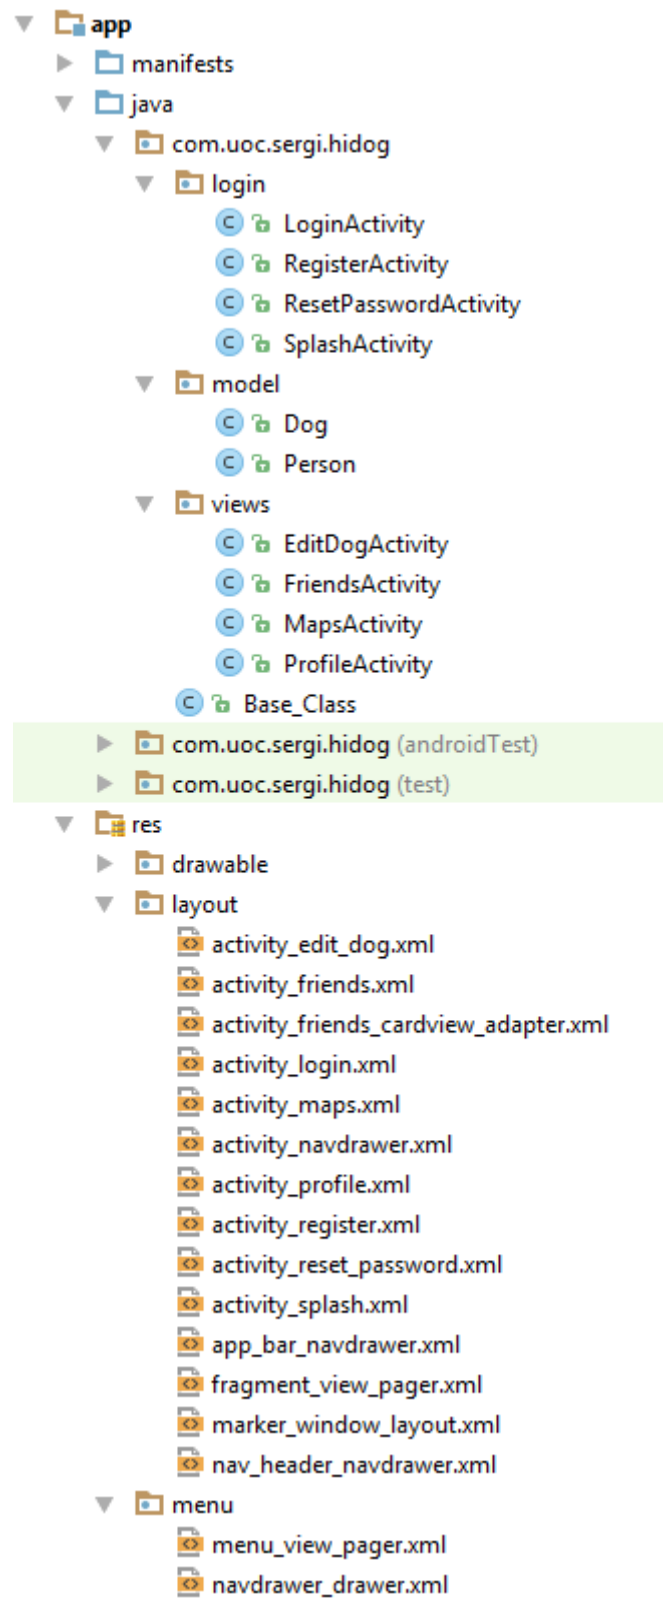 app
manifests
java
com.uoc.sergi.hidog
login
LoginActivity
RegisterActivity
ResetPasswordActivity
SplashActivity
model
Dog
Person
views
EditDogActivity
FriendsActivity
MapsActivity
ProfileActivity
Base_Class
com.uoc.sergi.hidog (androidTest)
com.uoc.sergi.hidog (test)
res
drawable
layout
activity_edit_dog.xml
activity_friends.xml
activity_friends_cardview_adapter.xml
activity_login.xml
activity_maps.xml
activity_navdrawer.xml
activity_profile.xml
activity_register.xml
activity_reset_password.xml
activity_splash.xml
app_bar_navdrawer.xml
fragment_view_pager.xml
marker_window_layout.xml
nav_header_navdrawer.xml
menu
menu_view_pager.xml
navdrawer_drawer.xml